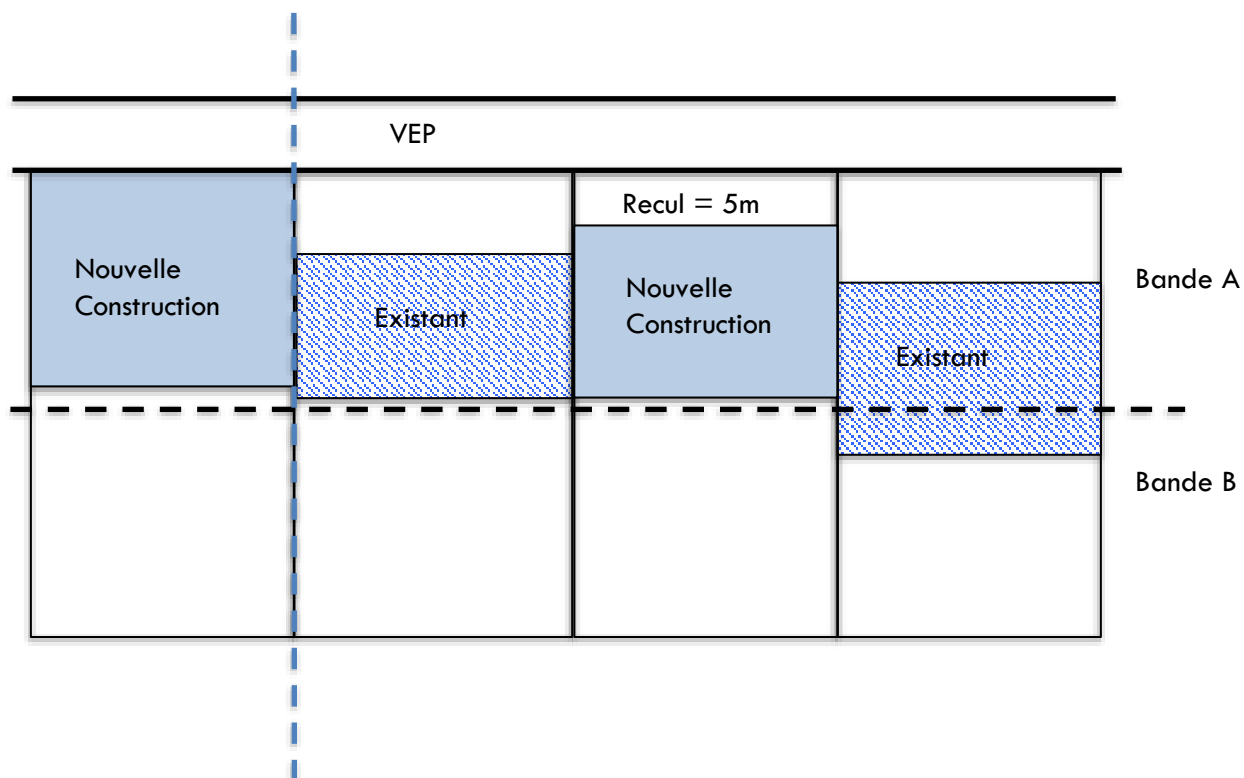 VEP
Recul = 5m
Nouvelle
Construction
Existant
Nouvelle
Construction
Existant
Bande A
Bande B